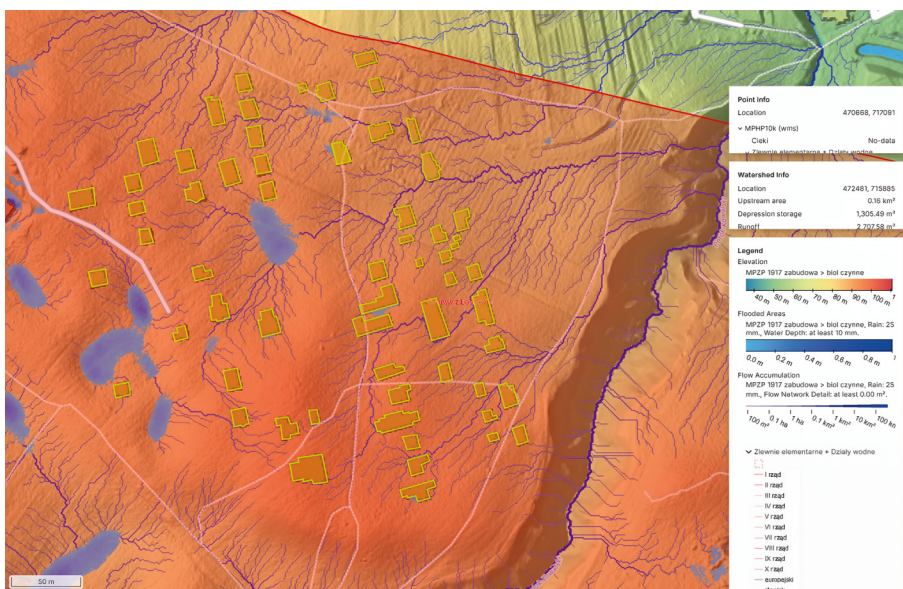 Point Info
Location 470668, 717091
MPHP10k (wms)
Cieki No-data
Zlewnie elementarne + Działy wodne
Watershed Info
Location 472481, 715885
Upstream area 0.16 km²
Depression storage 1,305.49 m³
Runoff 2,707.58 m³
Legend
Elevation
MPZP 1917 zabudowa > biol czynne
40 m 50 m 60 m 70 m 80 m 90 m 100 m 1
Flooded Areas
MPZP 1917 zabudowa > biol czynne, Rain: 25
mm., Water Depth: at least 10 mm.
0.0 m 0.2 m 0.4 m 0.6 m 0.8 m 1
Flow Accumulation
MPZP 1917 zabudowa > biol czynne, Rain: 25
mm., Flow Network Detail: at least 0.00 m².
100 m² 0.1 ha 1 ha 0.1 km² 1 km² 10 km² 100 km
Zlewnie elementarne + Działy wodne
I rząd
II rząd
III rząd
IV rząd
V rząd
VI rząd
VII rząd
VIII rząd
IX rząd
X rząd
europejski
50 m